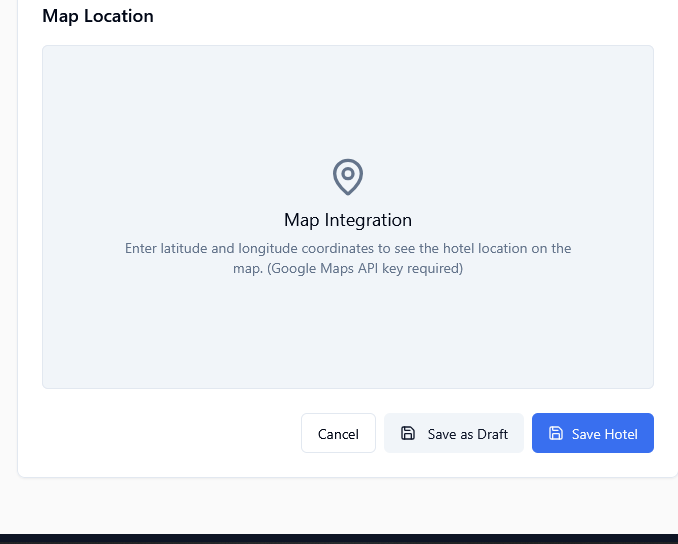 Map Location
Map Integration
Enter latitude and longitude coordinates to see the hotel location on the
map. (Google Maps API key required)
Cancel
Save as Draft
Save Hotel